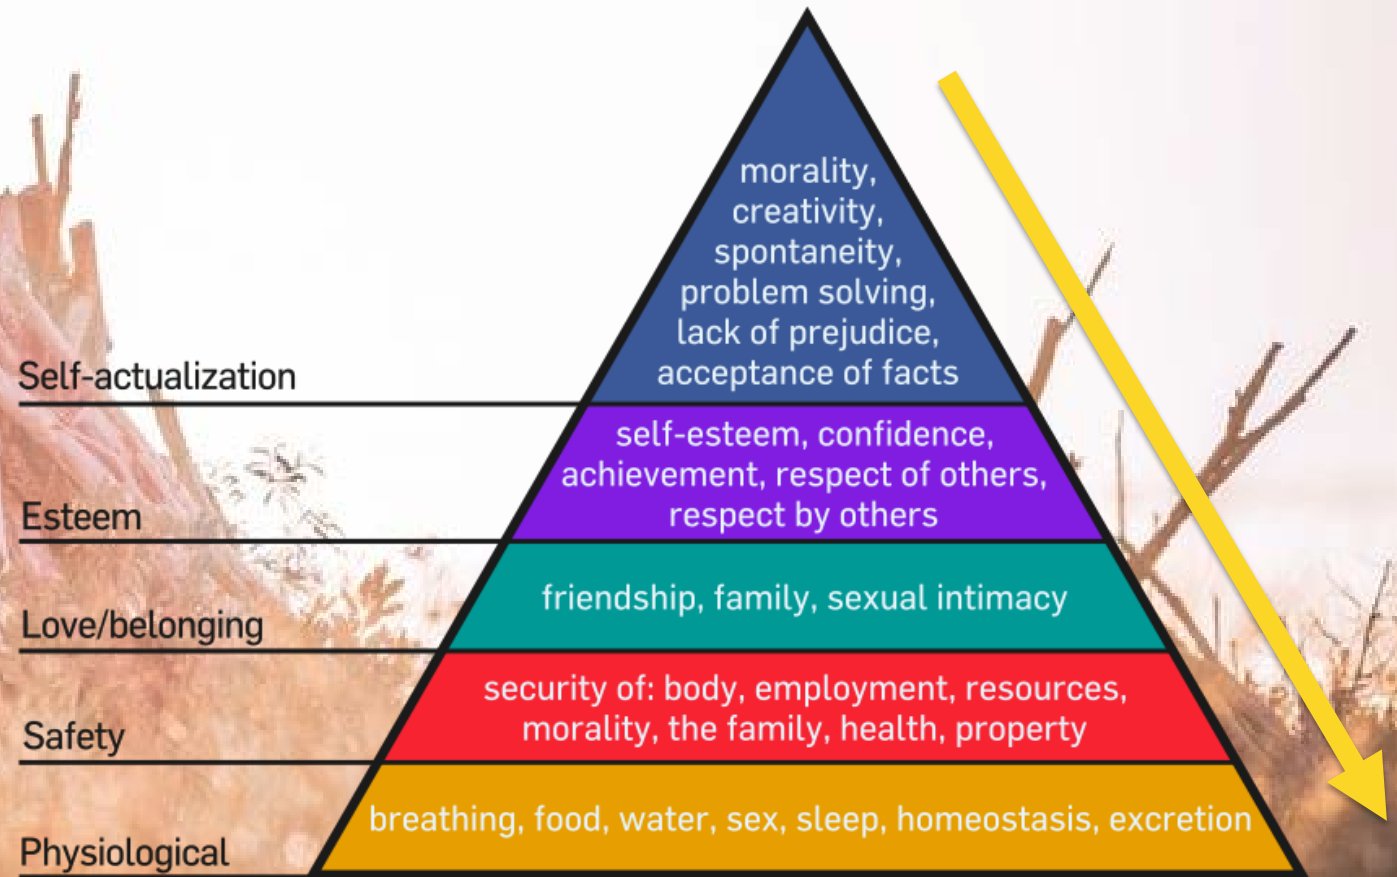 morality,
creativity,
spontaneity,
problem solving,
lack of prejudice,
acceptance of facts
Self-actualization
self-esteem, confidence,
achievement, respect of others,
respect by others
Esteem
friendship, family, sexual intimacy
Love/belonging
security of: body, employment, resources,
morality, the family, health, property
Safety
breathing, food, water, sex, sleep, homeostasis, excretion
Physiological